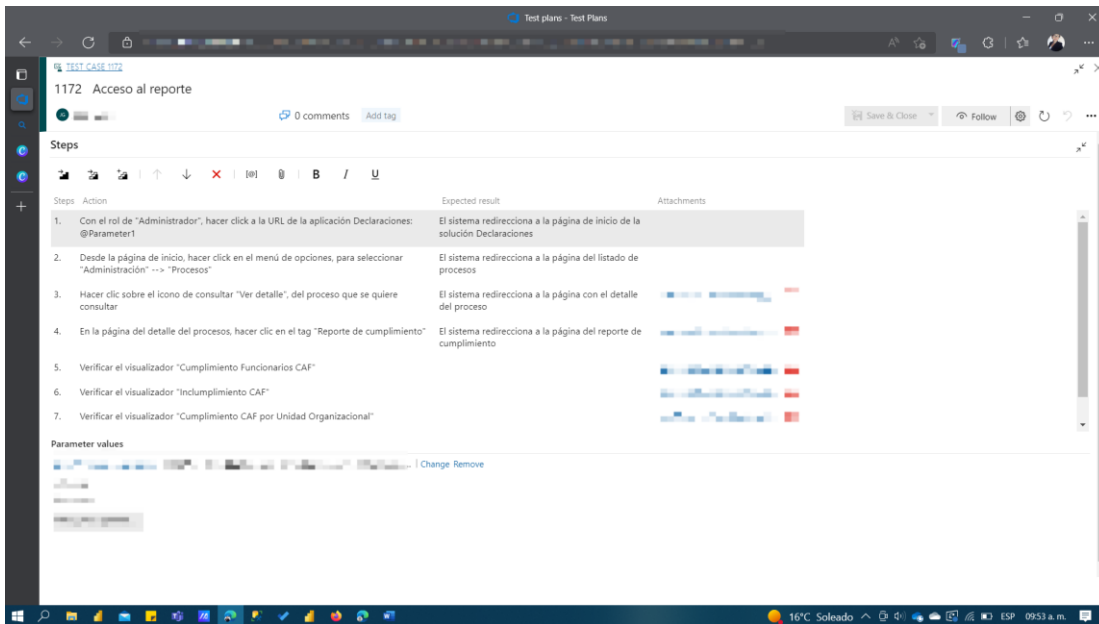 Test plans - Test Plans
TEST CASE 1172
1172 Acceso al reporte
0 comments Add tag Save & Close Follow
Steps
B I U
Steps Action Expected result Attachments
1. Con el rol de "Administrador", hacer click a la URL de la aplicación Declaraciones: El sistema redirecciona a la página de inicio de la
@Parameter1 solución Declaraciones
2. Desde la página de inicio, hacer click en el menú de opciones, para seleccionar El sistema redirecciona a la página del listado de
"Administración" --> "Procesos" procesos
3. Hacer clic sobre el icono de consultar "Ver detalle", del proceso que se quiere El sistema redirecciona a la página con el detalle
consultar del proceso
4. En la página del detalle del procesos, hacer clic en el tag "Reporte de cumplimiento" El sistema redirecciona a la página del reporte de
cumplimiento
5. Verificar el visualizador "Cumplimiento Funcionarios CAF"
6. Verificar el visualizador "Inclumplimiento CAF"
7. Verificar el visualizador "Cumplimiento CAF por Unidad Organizacional"
Parameter values
Change Remove
16°C Soleado ESP 09:53 a. m.